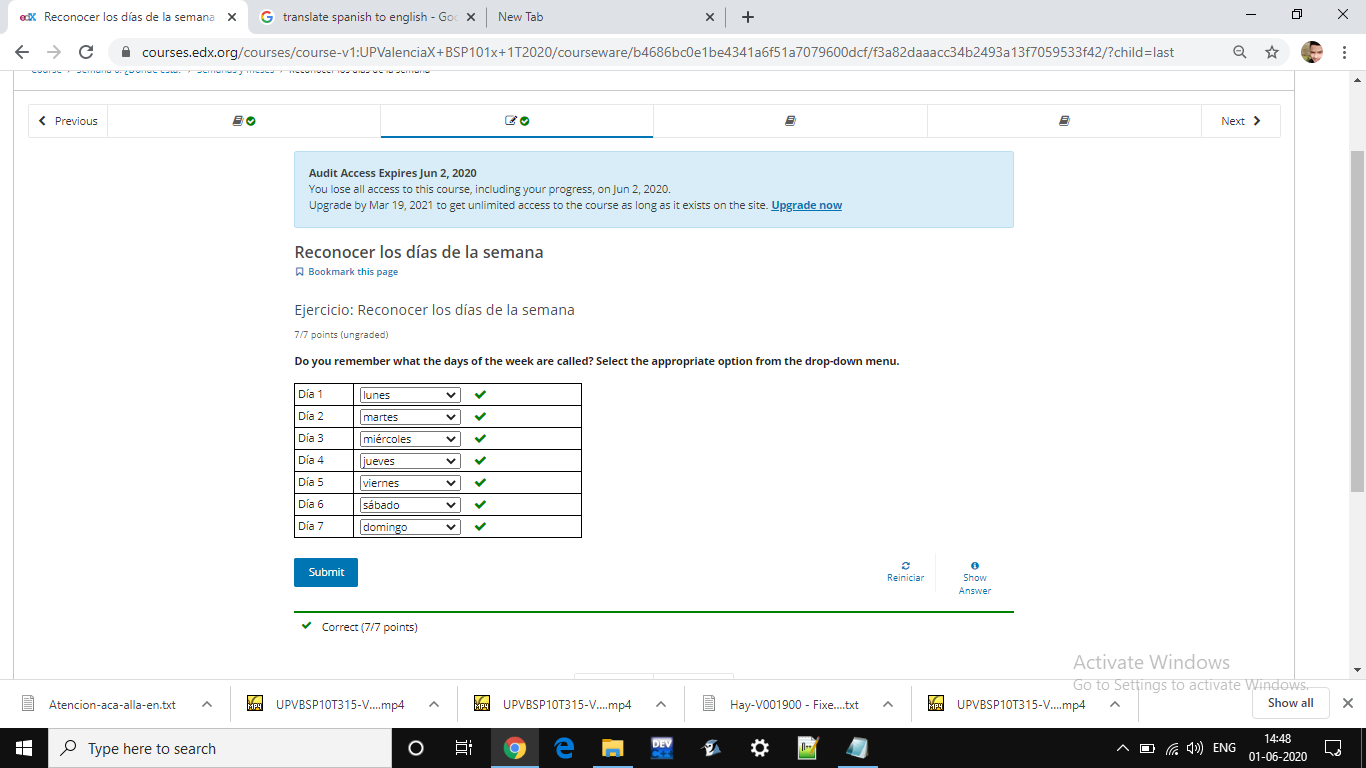 edX Reconocer los días de la semana
translate spanish to english - Goo
New Tab
courses.edx.org/courses/course-v1:UPValenciaX+BSP101x+1T2020/courseware/b4686bc0e1be4341a6f51a7079600dcf/f3a82daaacc34b2493a13f7059533f42/?child=last
Previous
Next
Audit Access Expires Jun 2, 2020
You lose all access to this course, including your progress, on Jun 2, 2020.
Upgrade by Mar 19, 2021 to get unlimited access to the course as long as it exists on the site. Upgrade now
Reconocer los días de la semana
Bookmark this page
Ejercicio: Reconocer los días de la semana
7/7 points (ungraded)
Do you remember what the days of the week are called? Select the appropriate option from the drop-down menu.
Día 1 lunes
Día 2 martes
Día 3 miércoles
Día 4 jueves
Día 5 viernes
Día 6 sábado
Día 7 domingo
Submit
Reiniciar
Show
Answer
Correct (7/7 points)
Activate Windows
Go to Settings to activate Windows.
Atencion-aca-alla-en.txt
UPVBSP10T315-V....mp4
UPVBSP10T315-V....mp4
Hay-V001900 - Fixe....txt
UPVBSP10T315-V....mp4
Show all
Type here to search
DEV
ENG
14:48
01-06-2020